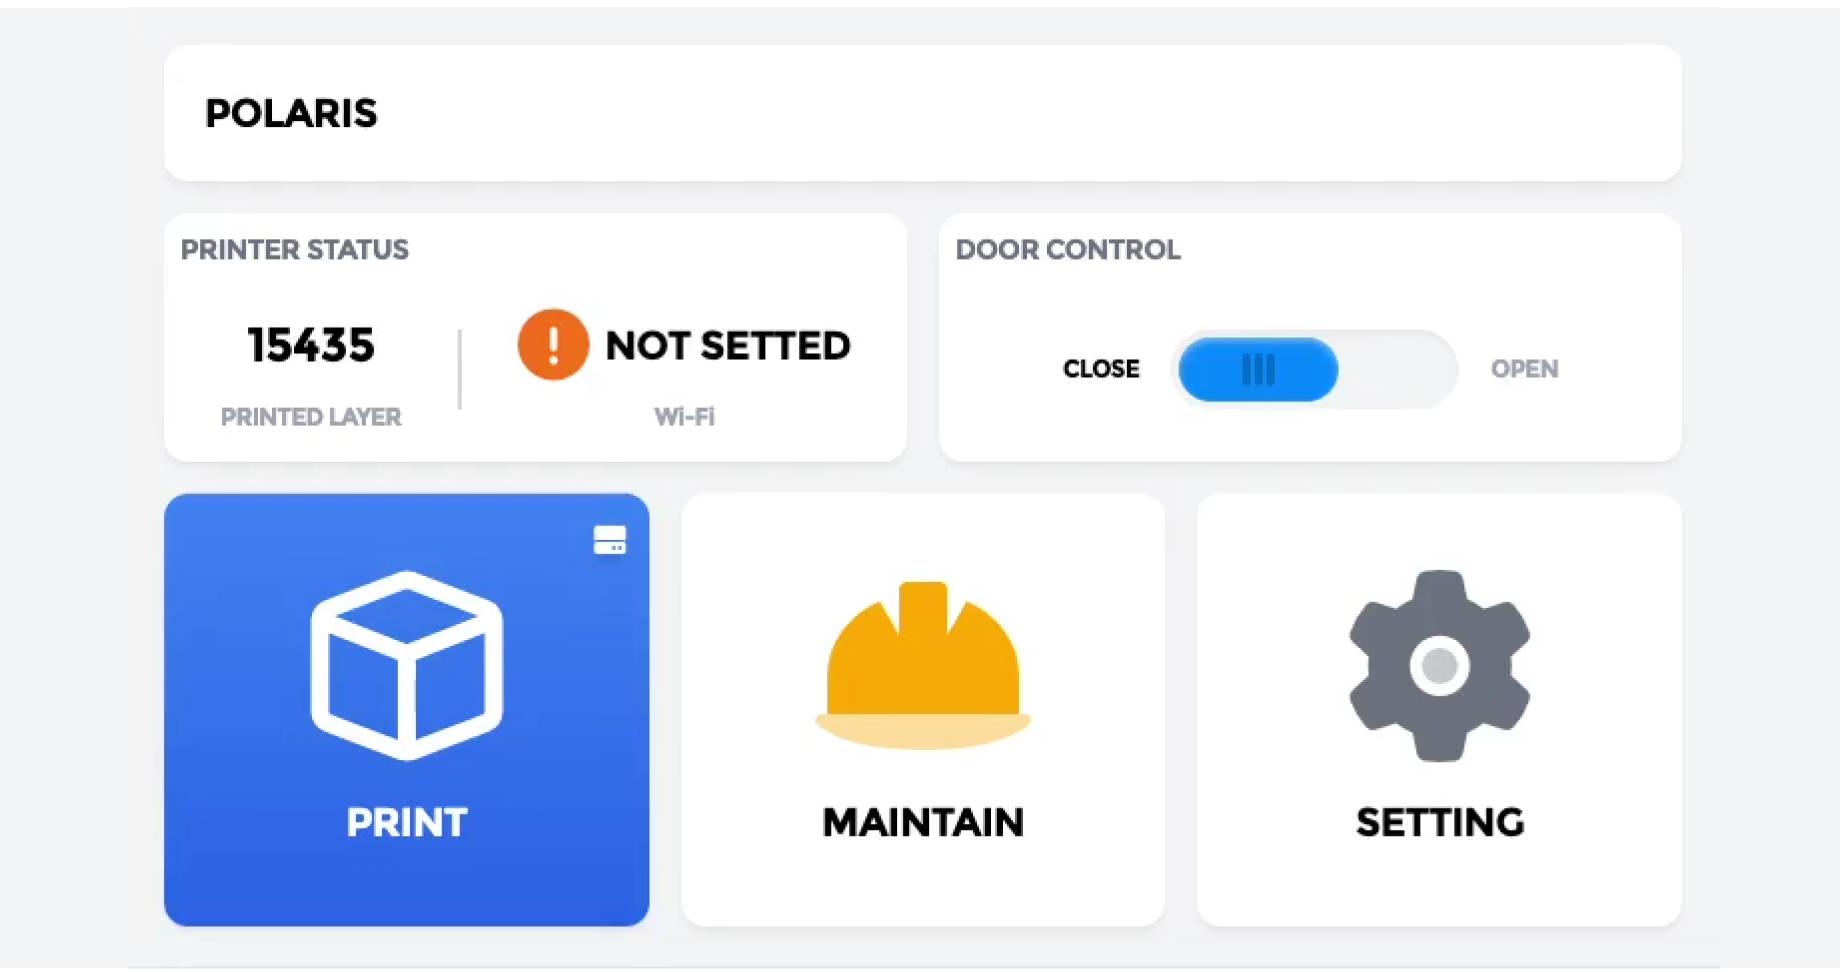 POLARIS
PRINTER STATUS
15435
PRINTED LAYER
NOT SETTED
Wi-Fi
DOOR CONTROL
CLOSE
OPEN
PRINT
MAINTAIN
SETTING